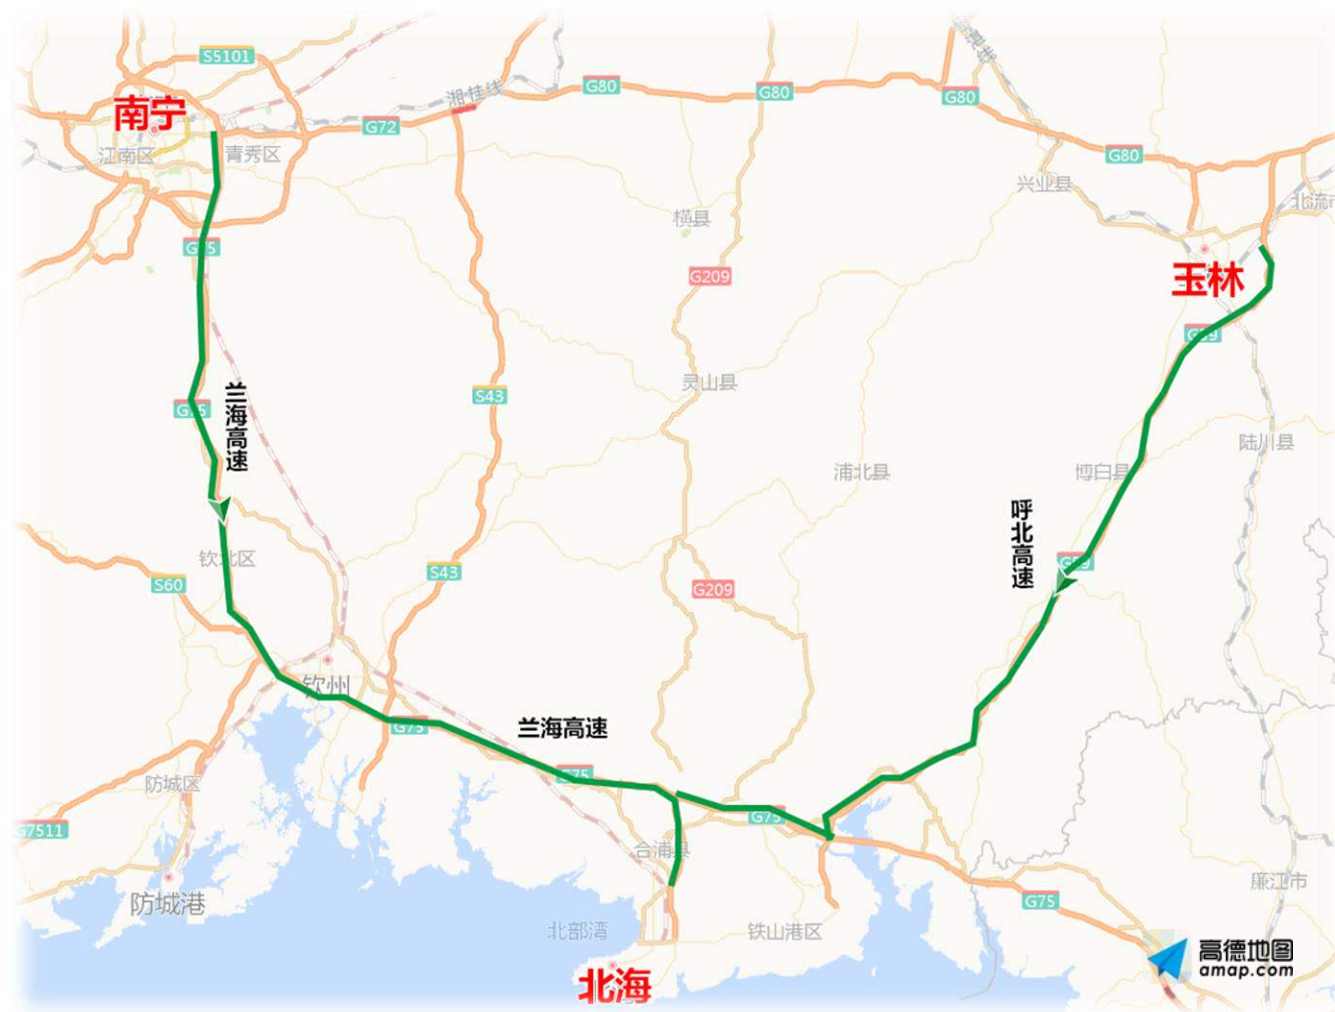 S5101
南宁
湘桂线
G80
G80
G80
G72
江南区
青秀区
G80
兴业县
北流市
横县
G75
G209
玉林
G59
灵山县
S43
G75
兰海高速
陆川县
浦北县
博白县
呼北高速
钦北区
S60
S43
G59
G209
钦州
G75
兰海高速
G75
防城区
G75
G7511
合浦县
廉江市
防城港
G75
北部湾
铁山港区
高德地图
amap.com
北海